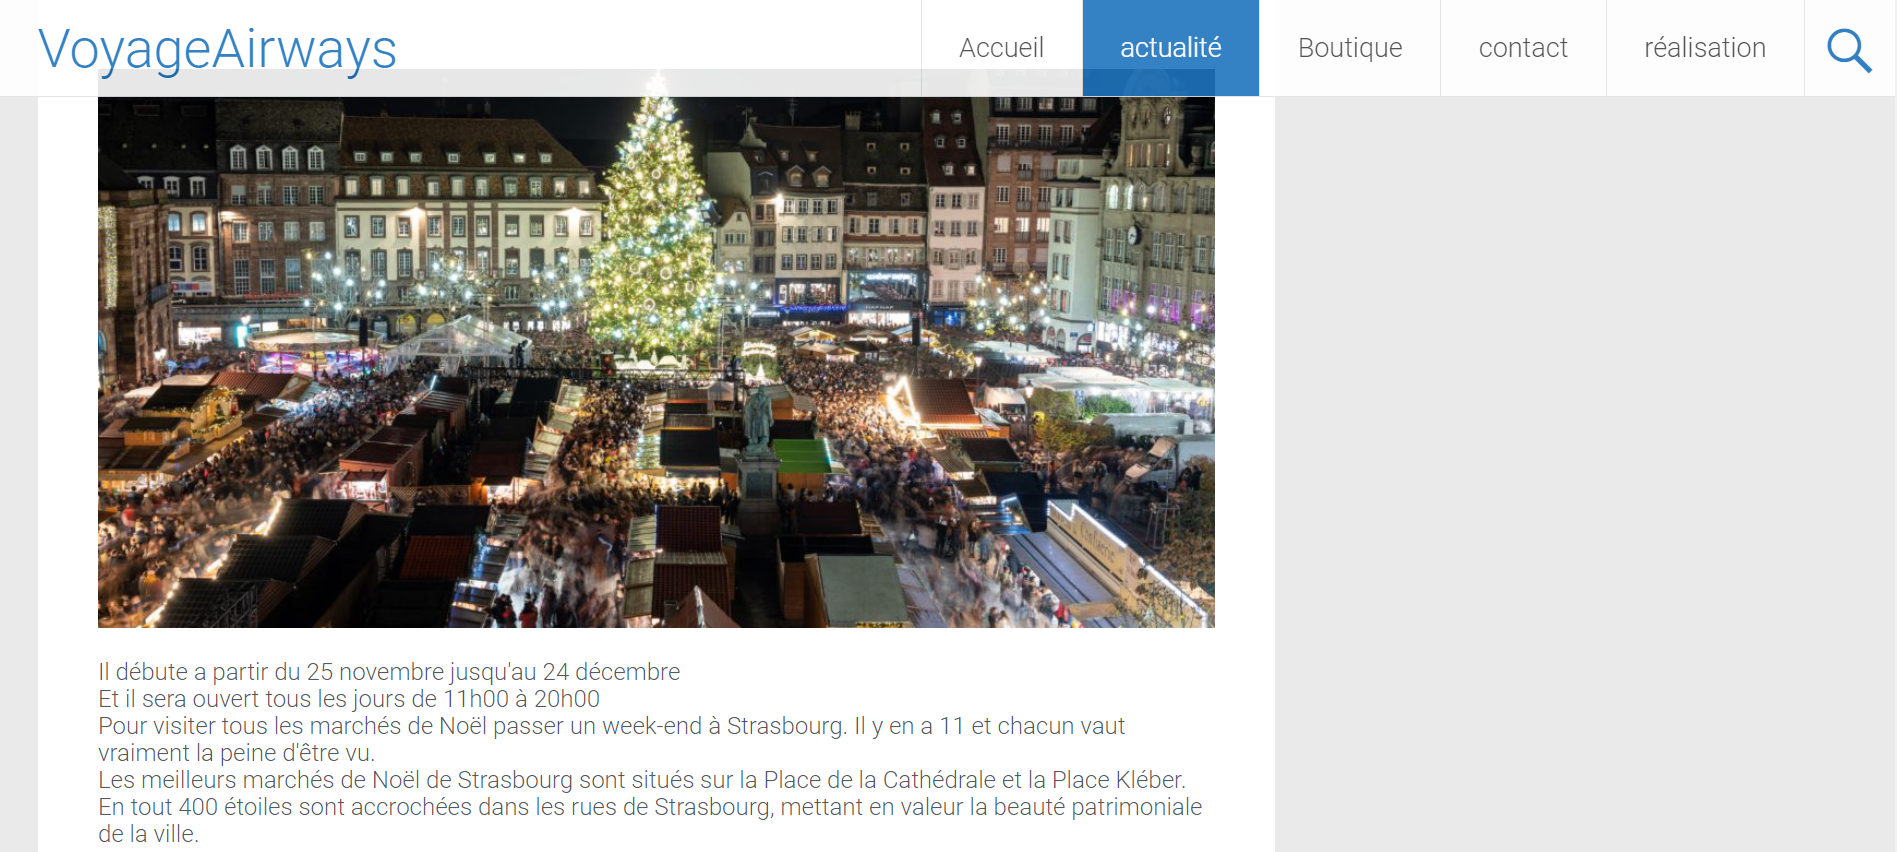 VoyageAirways
Accueil
actualité
Boutique
contact
réalisation
Il débute a partir du 25 novembre jusqu'au 24 décembre
Et il sera ouvert tous les jours de 11h00 à 20h00
Pour visiter tous les marchés de Noël passer un week-end à Strasbourg. Il y en a 11 et chacun vaut
vraiment la peine d'être vu.
Les meilleurs marchés de Noël de Strasbourg sont situés sur la Place de la Cathédrale et la Place Kléber.
En tout 400 étoiles sont accrochées dans les rues de Strasbourg, mettant en valeur la beauté patrimoniale
de la ville.